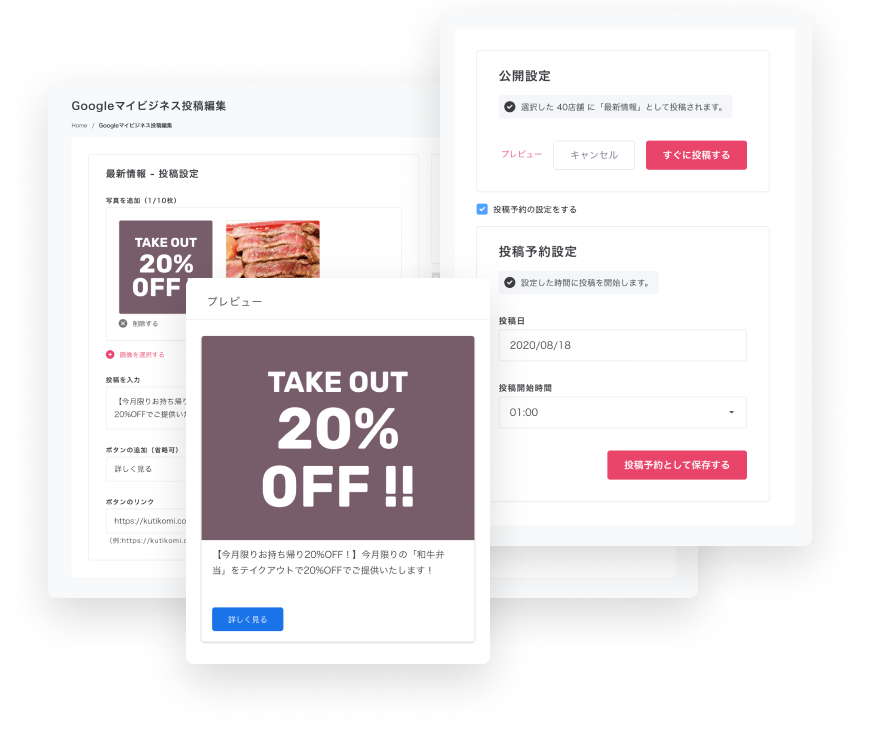 Googleマイビジネス投稿編集
Home / Googleマイビジネス投稿編集
最新情報 - 投稿設定
写真を追加（1/10枚）
TAKE OUT
20%
OFF
削除する
画像を選択する
投稿を入力
【今月限りお持ち帰り
20%OFFでご提供いた
ボタンの追加（省略可）
詳しく見る
ボタンのリンク
https://kutikomi.co
（例:https://kutikomi.c
プレビュー
TAKE OUT
20%
OFF !!
【今月限りお持ち帰り20%OFF！】今月限りの「和牛弁
当」をテイクアウトで20%OFFでご提供いたします！
詳しく見る
公開設定
選択した 40店舗 に「最新情報」として投稿されます。
プレビュー
キャンセル
すぐに投稿する
投稿予約の設定をする
投稿予約設定
設定した時間に投稿を開始します。
投稿日
2020/08/18
投稿開始時間
01:00
投稿予約として保存する